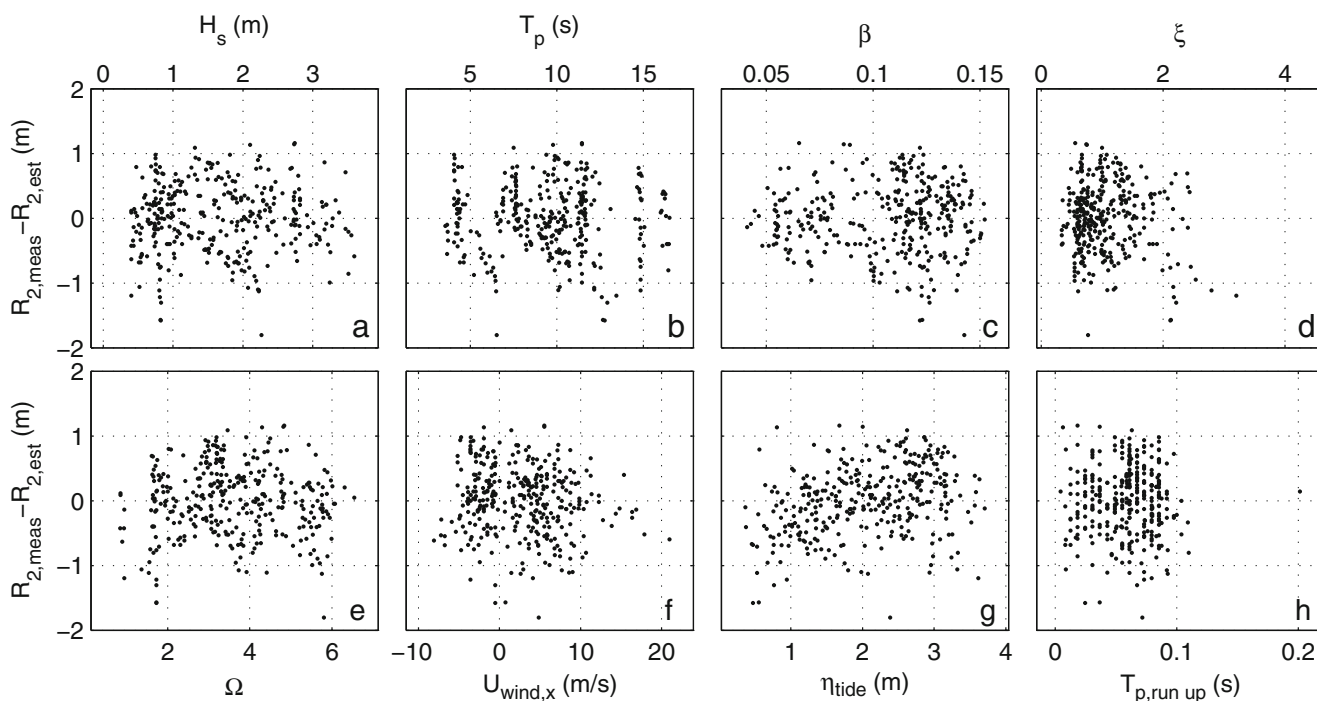 H_s (m) T_p (s) β ξ
0 1 2 3 5 10 15 0.05 0.1 0.15 0 2 4
2
1
0
−1
−2
R_2,meas−R_2,est (m)
a b c d
2
1
0
−1
−2
R_2,meas−R_2,est (m)
e f g h
2 4 6 −10 0 10 20 1 2 3 4 0 0.1 0.2
Ω U_wind,x (m/s) η_tide (m) T_p,run up (s)